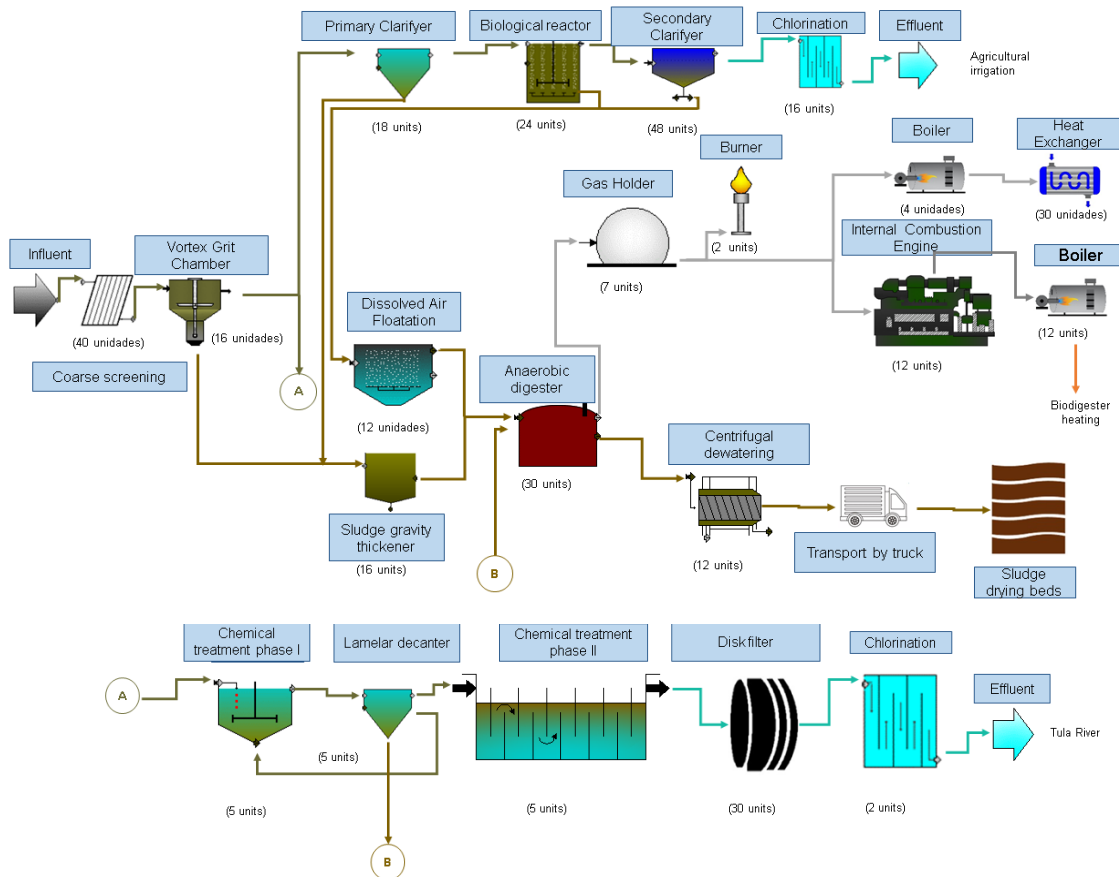 Primary Clarifyer
Biological reactor
Secondary
Clarifyer
Chlorination
Effluent
Agricultural
irrigation
(18 units)
(24 units)
(48 units)
(16 units)
Burner
Boiler
Heat
Exchanger
Gas Holder
(2 units)
(4 unidades)
(30 unidades)
Internal Combustion
Engine
Boiler
(7 units)
(12 units)
(12 units)
Biodigester
heating
Influent
Vortex Grit
Chamber
(40 unidades)
(16 unidades)
Coarse screening
A
Dissolved Air
Floatation
(12 unidades)
Anaerobic
digester
(30 units)
Centrifugal
dewatering
(12 units)
Transport by truck
Sludge
drying beds
Sludge gravity
thickener
(16 units)
B
Chemical
treatment phase I
Lamelar decanter
Chemical treatment
phase II
Disk filter
Chlorination
Effluent
A
Tula River
(5 units)
(5 units)
(5 units)
(30 units)
(2 units)
B